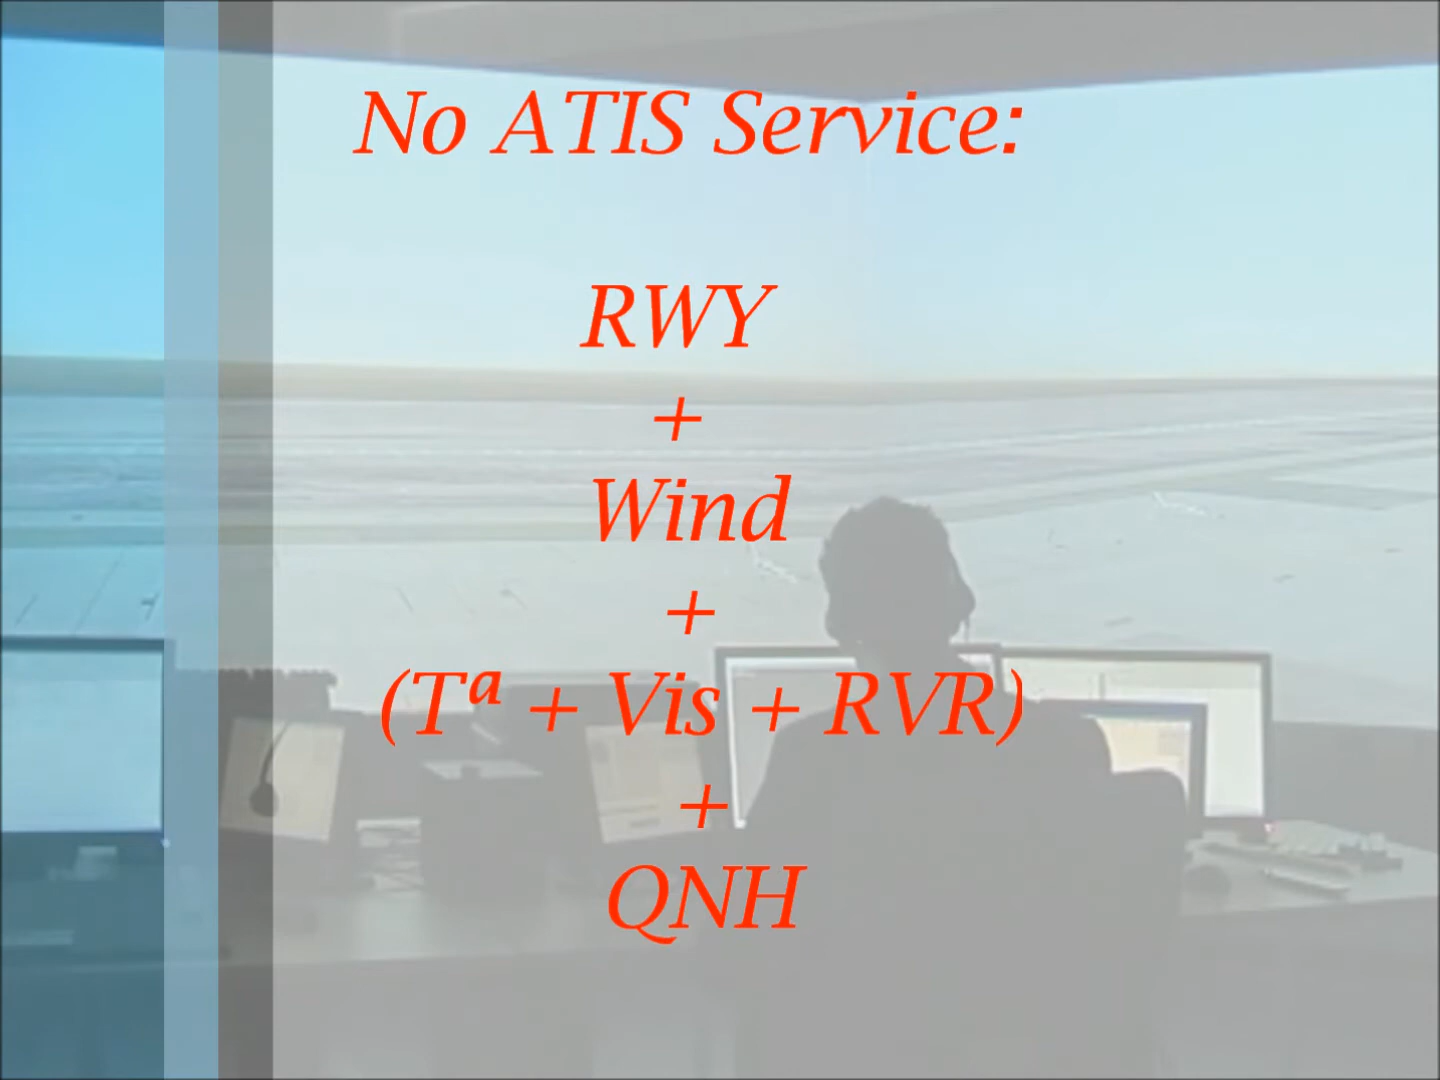 No ATIS Service:
RWY
+
Wind
+
(Tª + Vis + RVR)
+
QNH